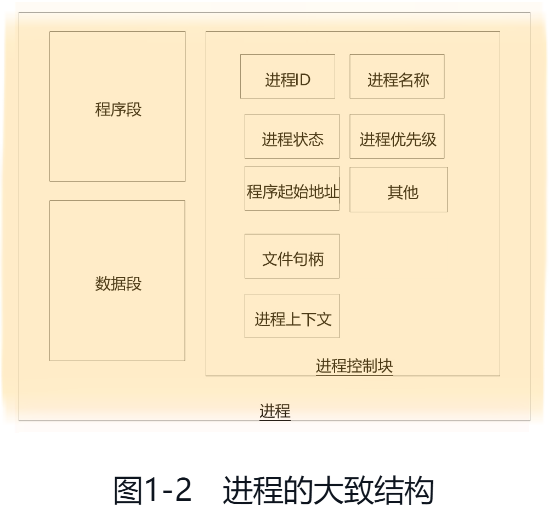 程序段
数据段
进程ID
进程名称
进程状态
进程优先级
程序起始地址
其他
文件句柄
进程上下文
进程控制块
进程
图1-2 进程的大致结构